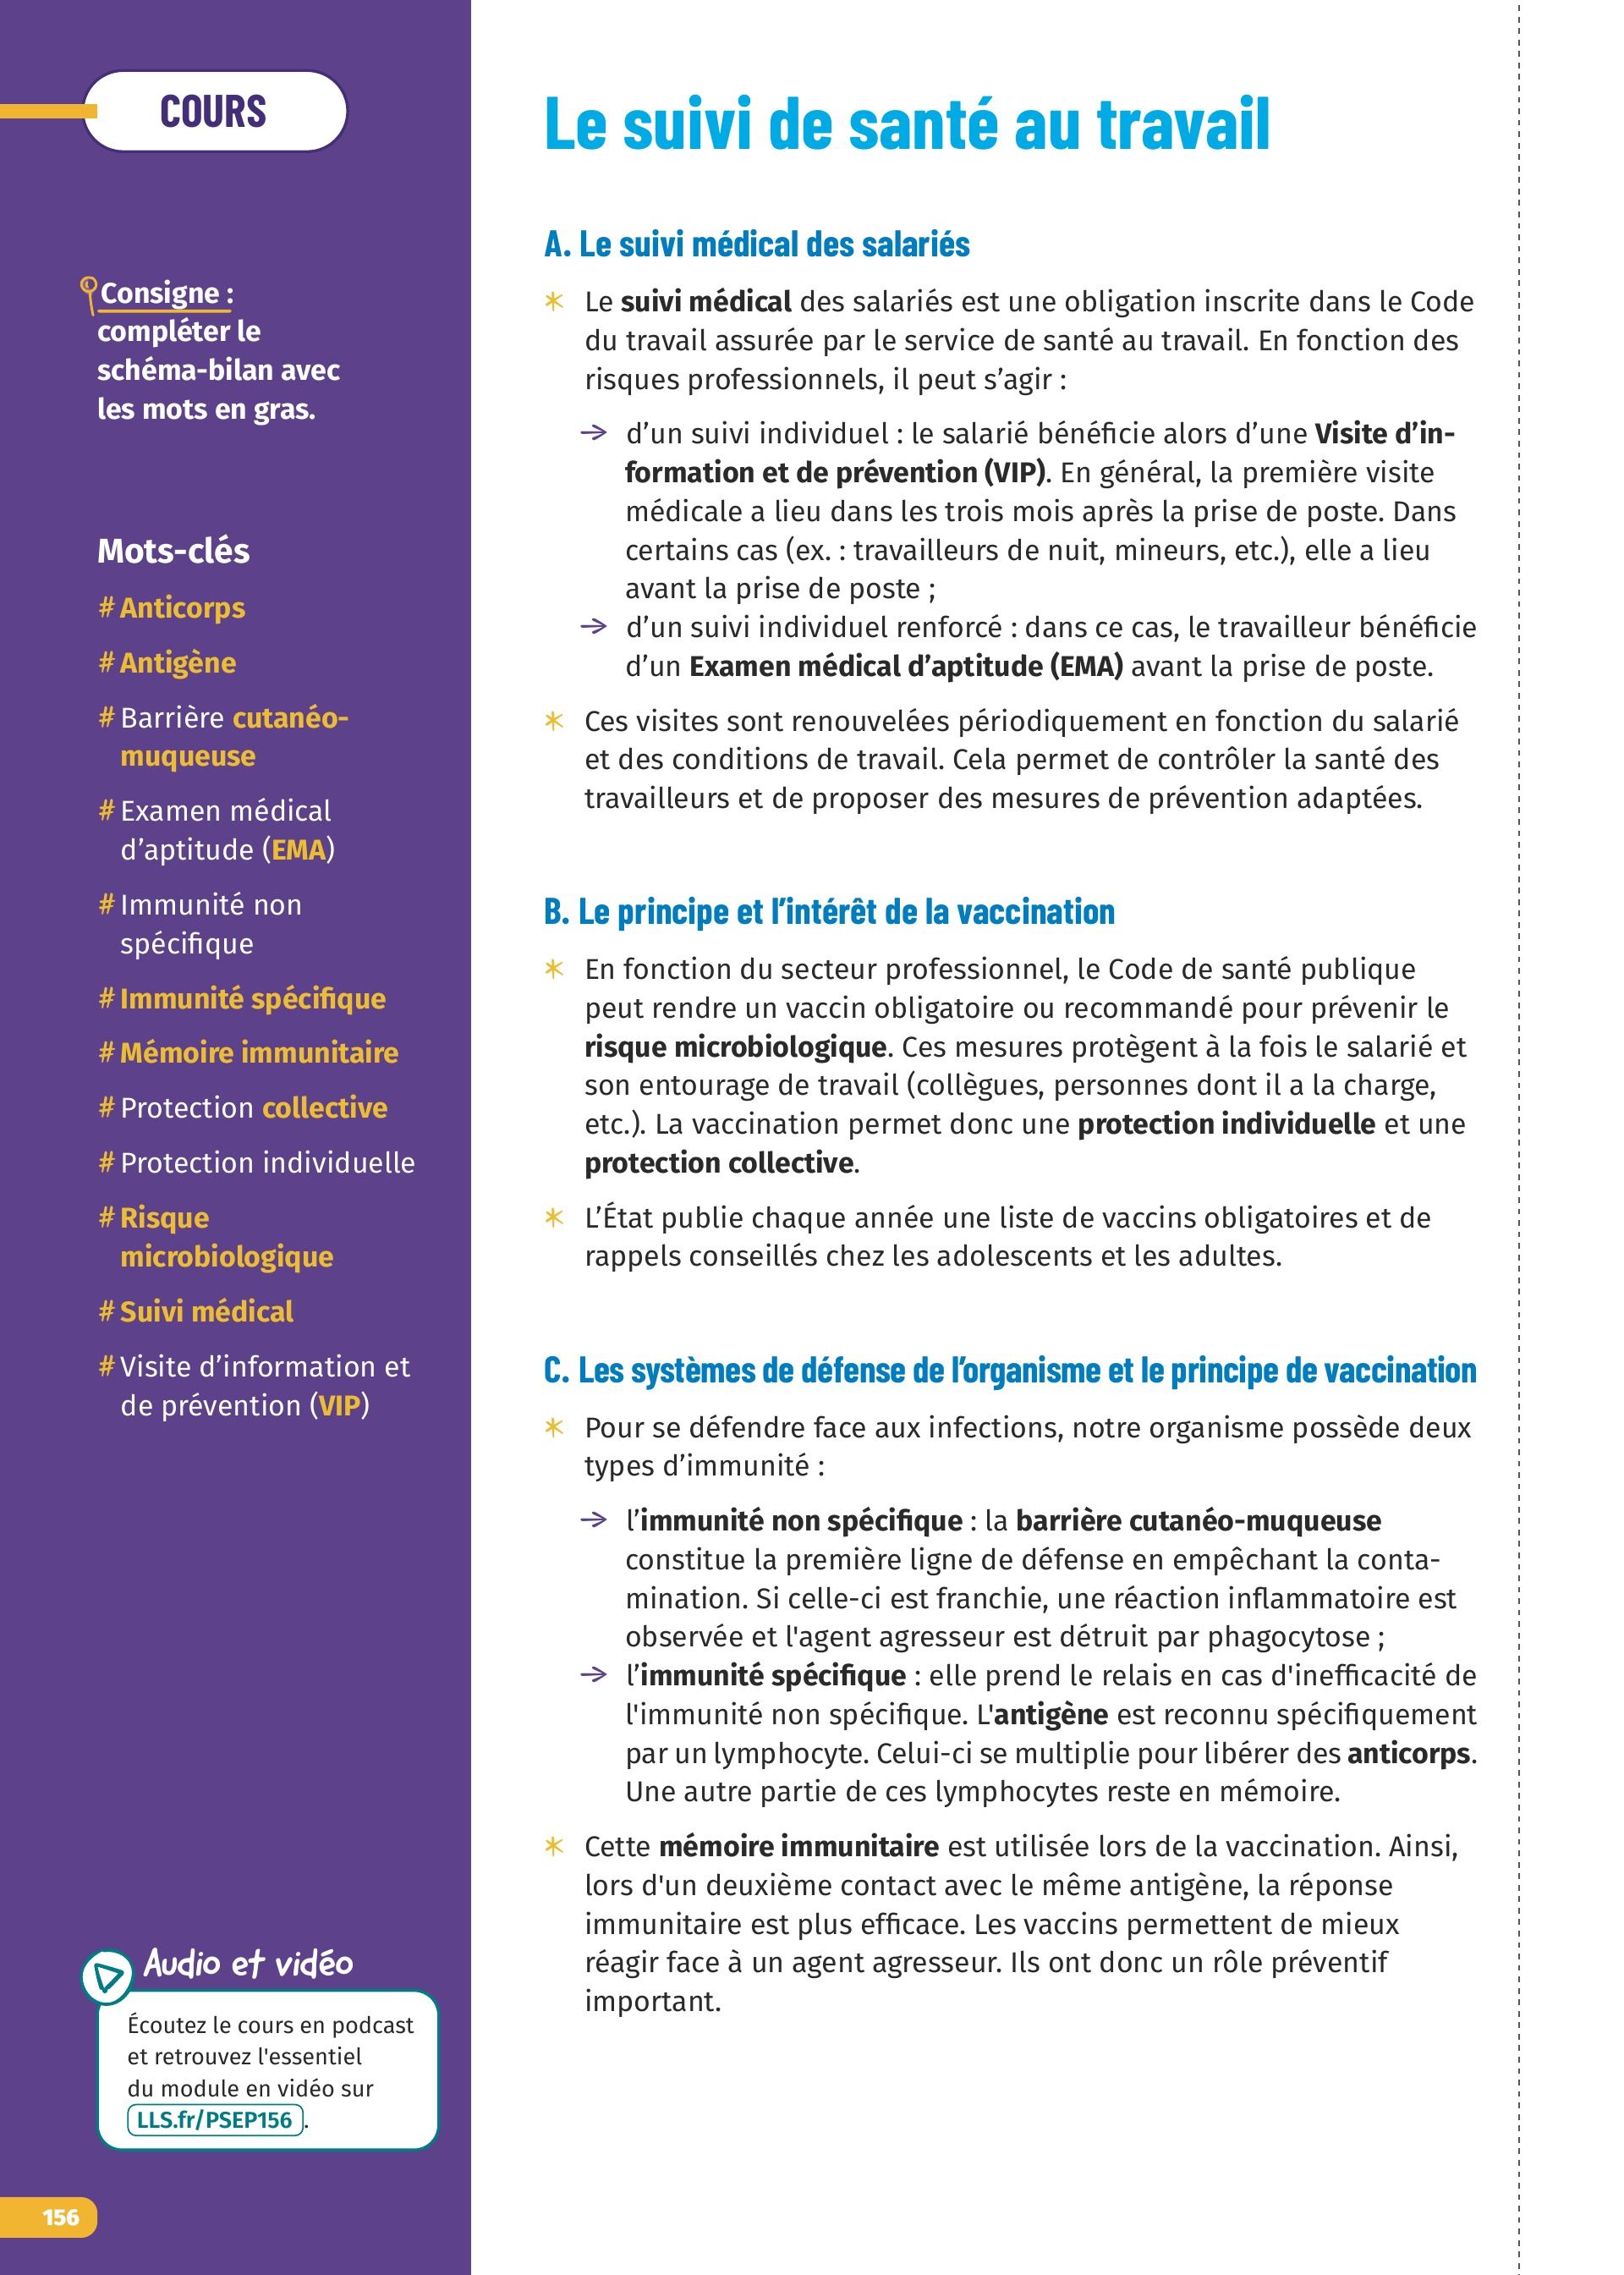 COURS
Consigne :
compléter le
schéma-bilan avec
les mots en gras.
Mots-clés
# Anticorps
# Antigène
# Barrière cutanéo-
muqueuse
# Examen médical
d’aptitude (EMA)
# Immunité non
spécifique
# Immunité spécifique
# Mémoire immunitaire
# Protection collective
# Protection individuelle
# Risque
microbiologique
# Suivi médical
# Visite d’information et
de prévention (VIP)
Audio et vidéo
Écoutez le cours en podcast
et retrouvez l'essentiel
du module en vidéo sur
LLS.fr/PSEP156 .
156
Le suivi de santé au travail
A. Le suivi médical des salariés
* Le suivi médical des salariés est une obligation inscrite dans le Code
du travail assurée par le service de santé au travail. En fonction des
risques professionnels, il peut s’agir :
→ d’un suivi individuel : le salarié bénéficie alors d’une Visite d’in-
formation et de prévention (VIP). En général, la première visite
médicale a lieu dans les trois mois après la prise de poste. Dans
certains cas (ex. : travailleurs de nuit, mineurs, etc.), elle a lieu
avant la prise de poste ;
→ d’un suivi individuel renforcé : dans ce cas, le travailleur bénéficie
d’un Examen médical d’aptitude (EMA) avant la prise de poste.
* Ces visites sont renouvelées périodiquement en fonction du salarié
et des conditions de travail. Cela permet de contrôler la santé des
travailleurs et de proposer des mesures de prévention adaptées.
B. Le principe et l’intérêt de la vaccination
* En fonction du secteur professionnel, le Code de santé publique
peut rendre un vaccin obligatoire ou recommandé pour prévenir le
risque microbiologique. Ces mesures protègent à la fois le salarié et
son entourage de travail (collègues, personnes dont il a la charge,
etc.). La vaccination permet donc une protection individuelle et une
protection collective.
* L’État publie chaque année une liste de vaccins obligatoires et de
rappels conseillés chez les adolescents et les adultes.
C. Les systèmes de défense de l’organisme et le principe de vaccination
* Pour se défendre face aux infections, notre organisme possède deux
types d’immunité :
→ l’immunité non spécifique : la barrière cutanéo-muqueuse
constitue la première ligne de défense en empêchant la conta-
mination. Si celle-ci est franchie, une réaction inflammatoire est
observée et l'agent agresseur est détruit par phagocytose ;
→ l’immunité spécifique : elle prend le relais en cas d'inefficacité de
l'immunité non spécifique. L'antigène est reconnu spécifiquement
par un lymphocyte. Celui-ci se multiplie pour libérer des anticorps.
Une autre partie de ces lymphocytes reste en mémoire.
* Cette mémoire immunitaire est utilisée lors de la vaccination. Ainsi,
lors d'un deuxième contact avec le même antigène, la réponse
immunitaire est plus efficace. Les vaccins permettent de mieux
réagir face à un agent agresseur. Ils ont donc un rôle préventif
important.